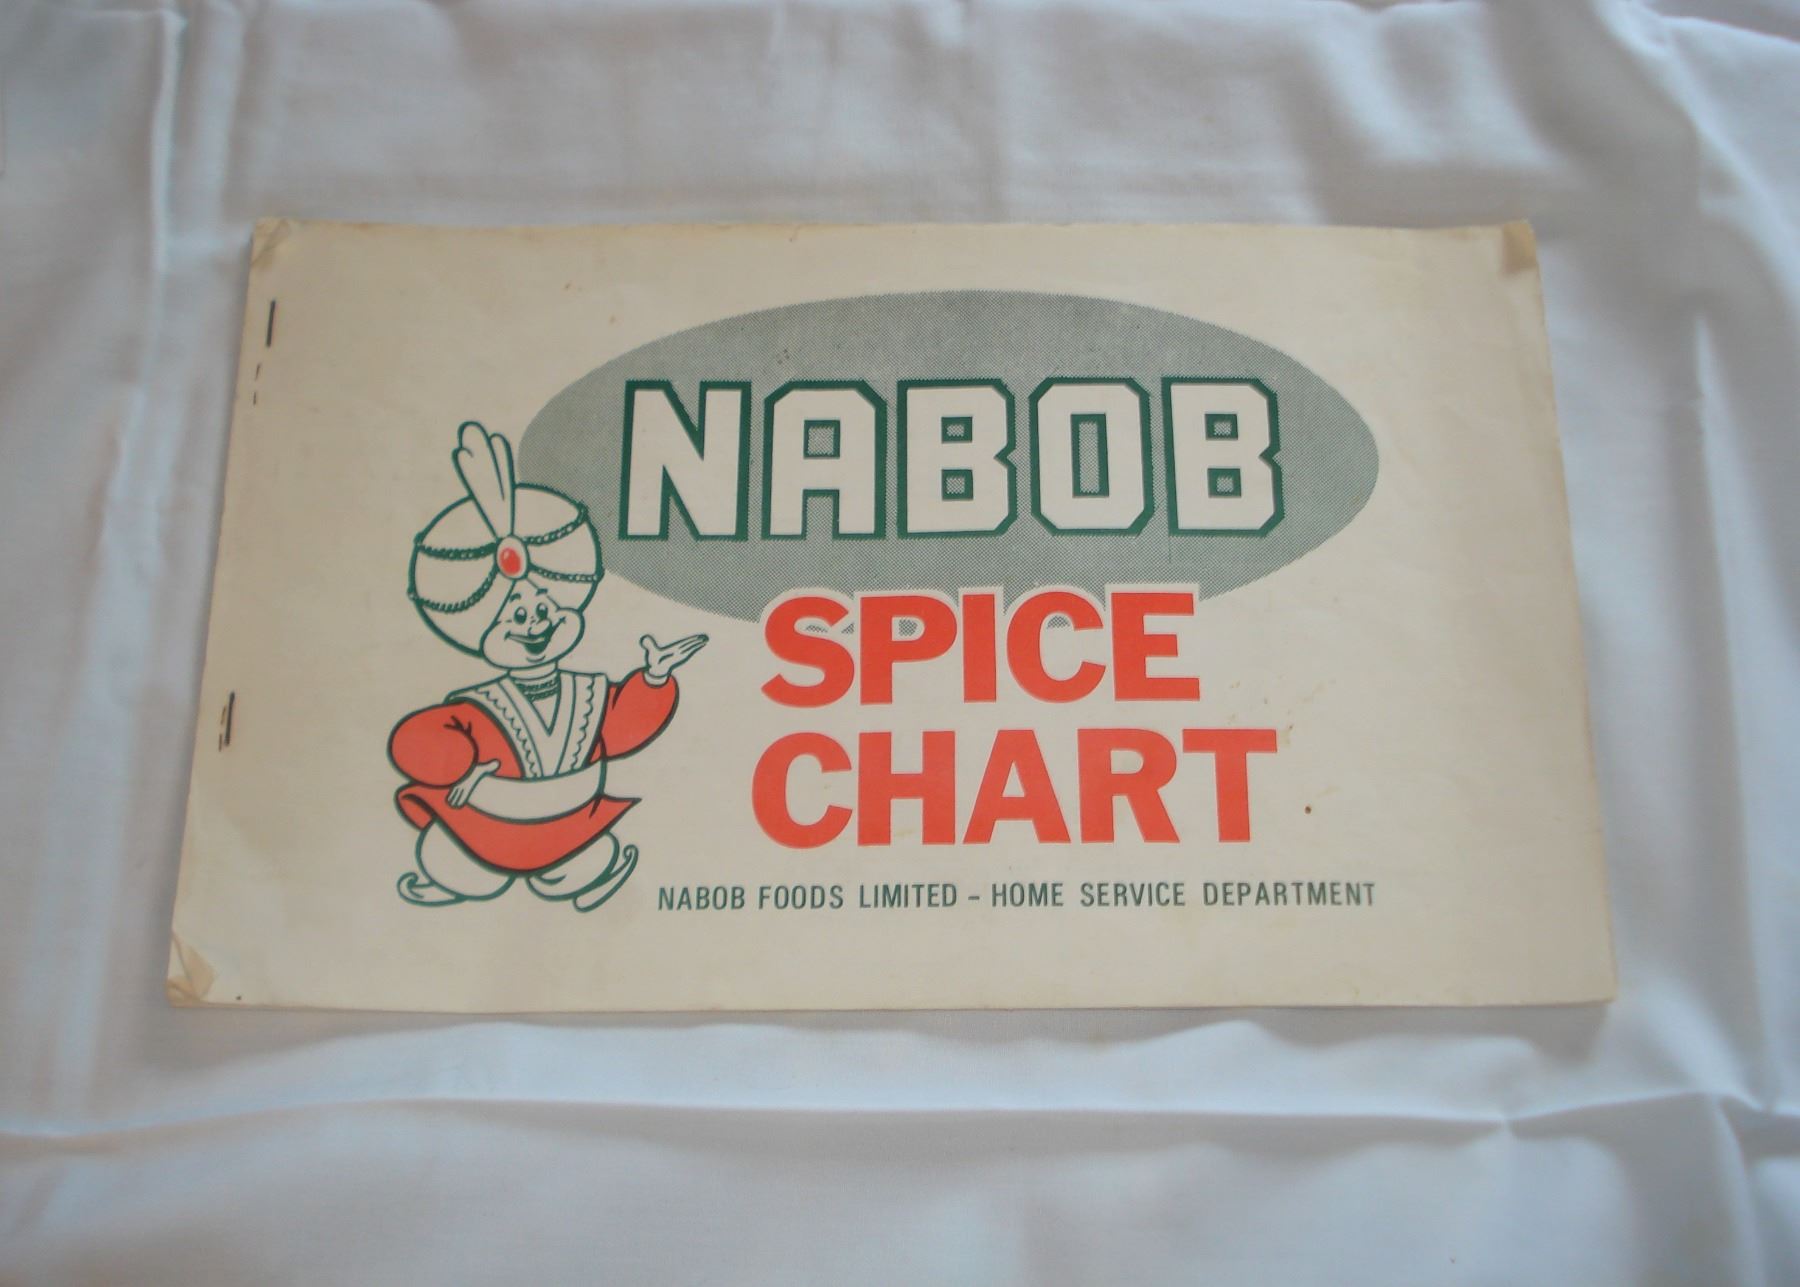 NABOB
SPICE
CHART
NABOB FOODS LIMITED - HOME SERVICE DEPARTMENT